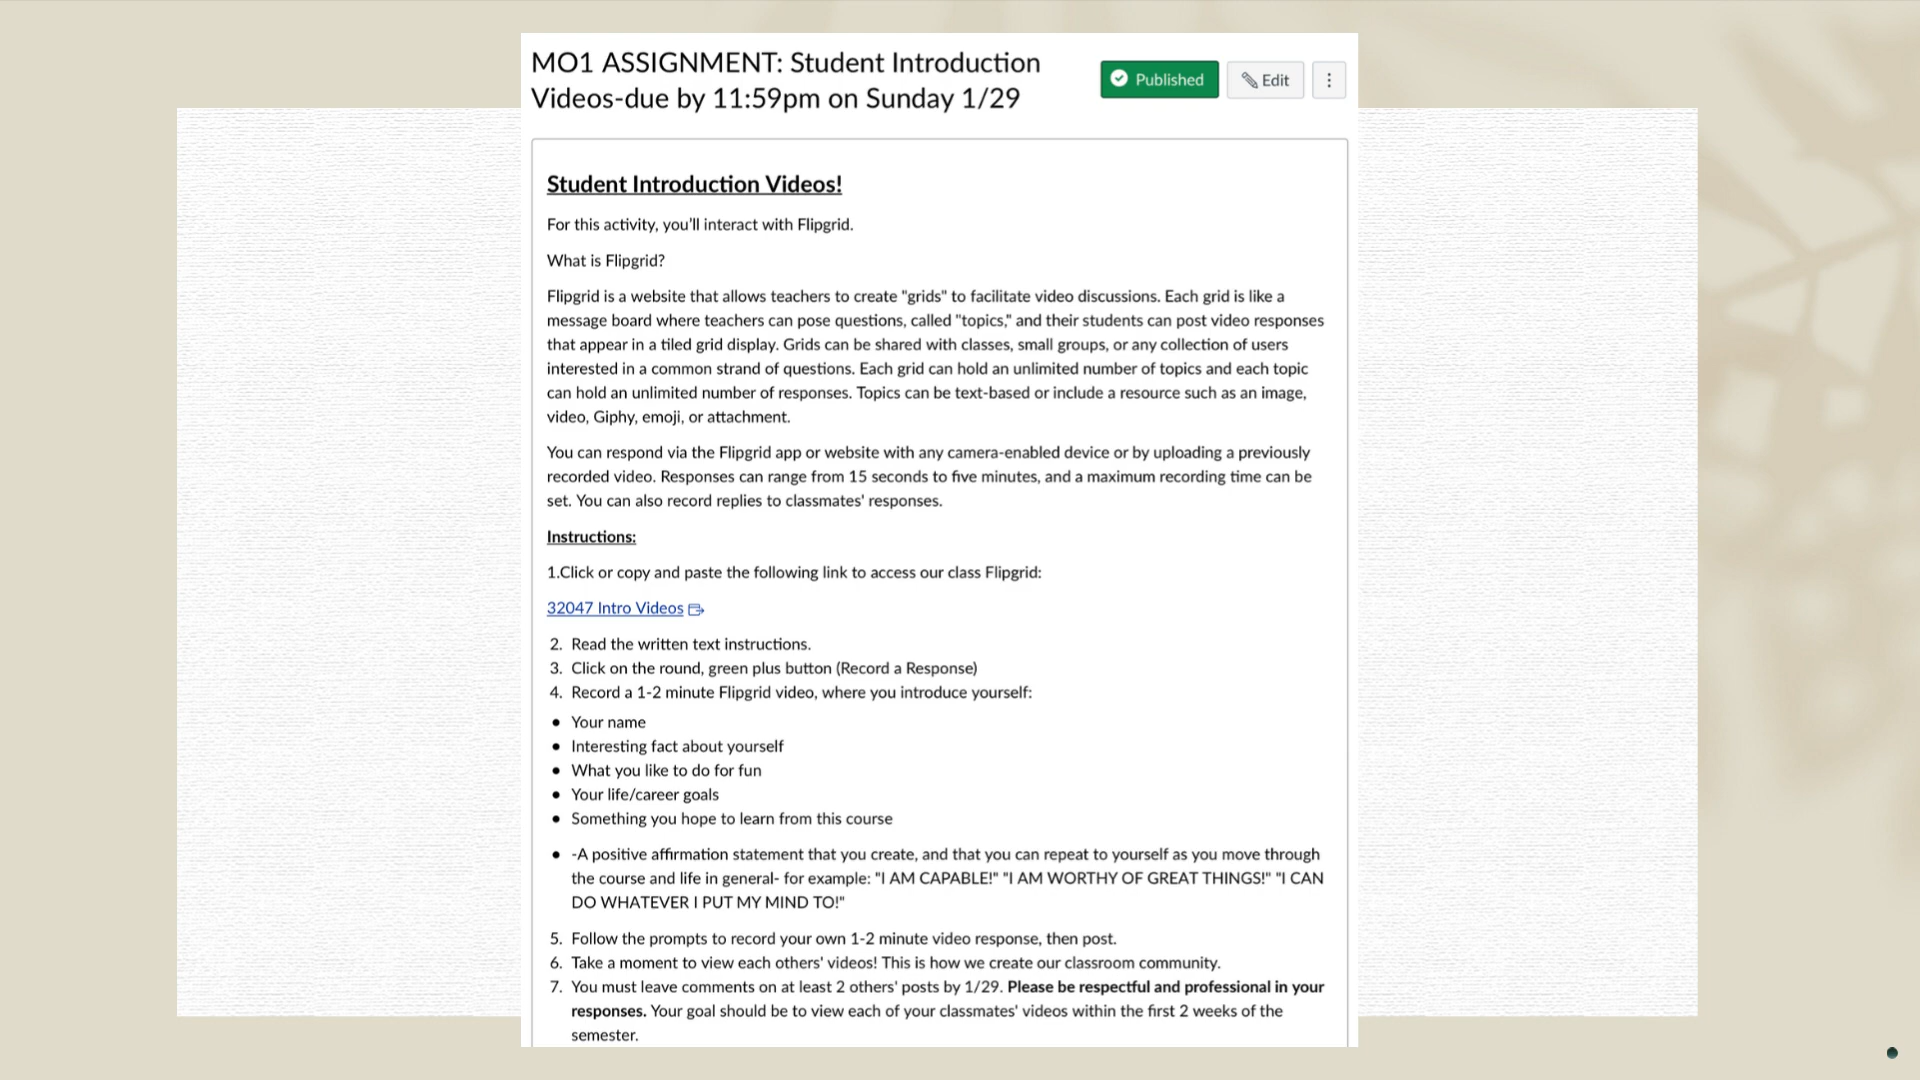 MO1 ASSIGNMENT: Student Introduction
Videos-due by 11:59pm on Sunday 1/29
Published
Edit
Student Introduction Videos!
For this activity, you'll interact with Flipgrid.
What is Flipgrid?
Flipgrid is a website that allows teachers to create "grids" to facilitate video discussions. Each grid is like a
message board where teachers can pose questions, called "topics," and their students can post video responses
that appear in a tiled grid display. Grids can be shared with classes, small groups, or any collection of users
interested in a common strand of questions. Each grid can hold an unlimited number of topics and each topic
can hold an unlimited number of responses. Topics can be text-based or include a resource such as an image,
video, Giphy, emoji, or attachment.
You can respond via the Flipgrid app or website with any camera-enabled device or by uploading a previously
recorded video. Responses can range from 15 seconds to five minutes, and a maximum recording time can be
set. You can also record replies to classmates' responses.
Instructions:
1.Click or copy and paste the following link to access our class Flipgrid:
32047 Intro Videos
2. Read the written text instructions.
3. Click on the round, green plus button (Record a Response)
4. Record a 1-2 minute Flipgrid video, where you introduce yourself:
• Your name
• Interesting fact about yourself
• What you like to do for fun
• Your life/career goals
• Something you hope to learn from this course
• -A positive affirmation statement that you create, and that you can repeat to yourself as you move through
the course and life in general- for example: "I AM CAPABLE!" "I AM WORTHY OF GREAT THINGS!" "I CAN
DO WHATEVER I PUT MY MIND TO!"
5. Follow the prompts to record your own 1-2 minute video response, then post.
6. Take a moment to view each others' videos! This is how we create our classroom community.
7. You must leave comments on at least 2 others' posts by 1/29. Please be respectful and professional in your
responses. Your goal should be to view each of your classmates' videos within the first 2 weeks of the
semester.